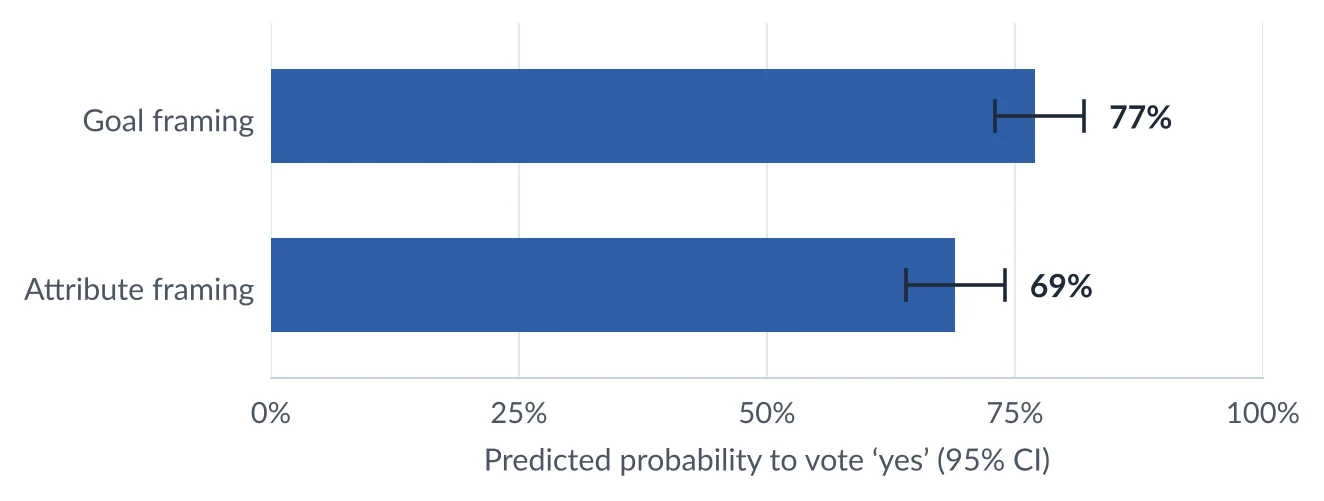 Goal framing
77%
Attribute framing
69%
0% 25% 50% 75% 100%
Predicted probability to vote ‘yes’ (95% CI)